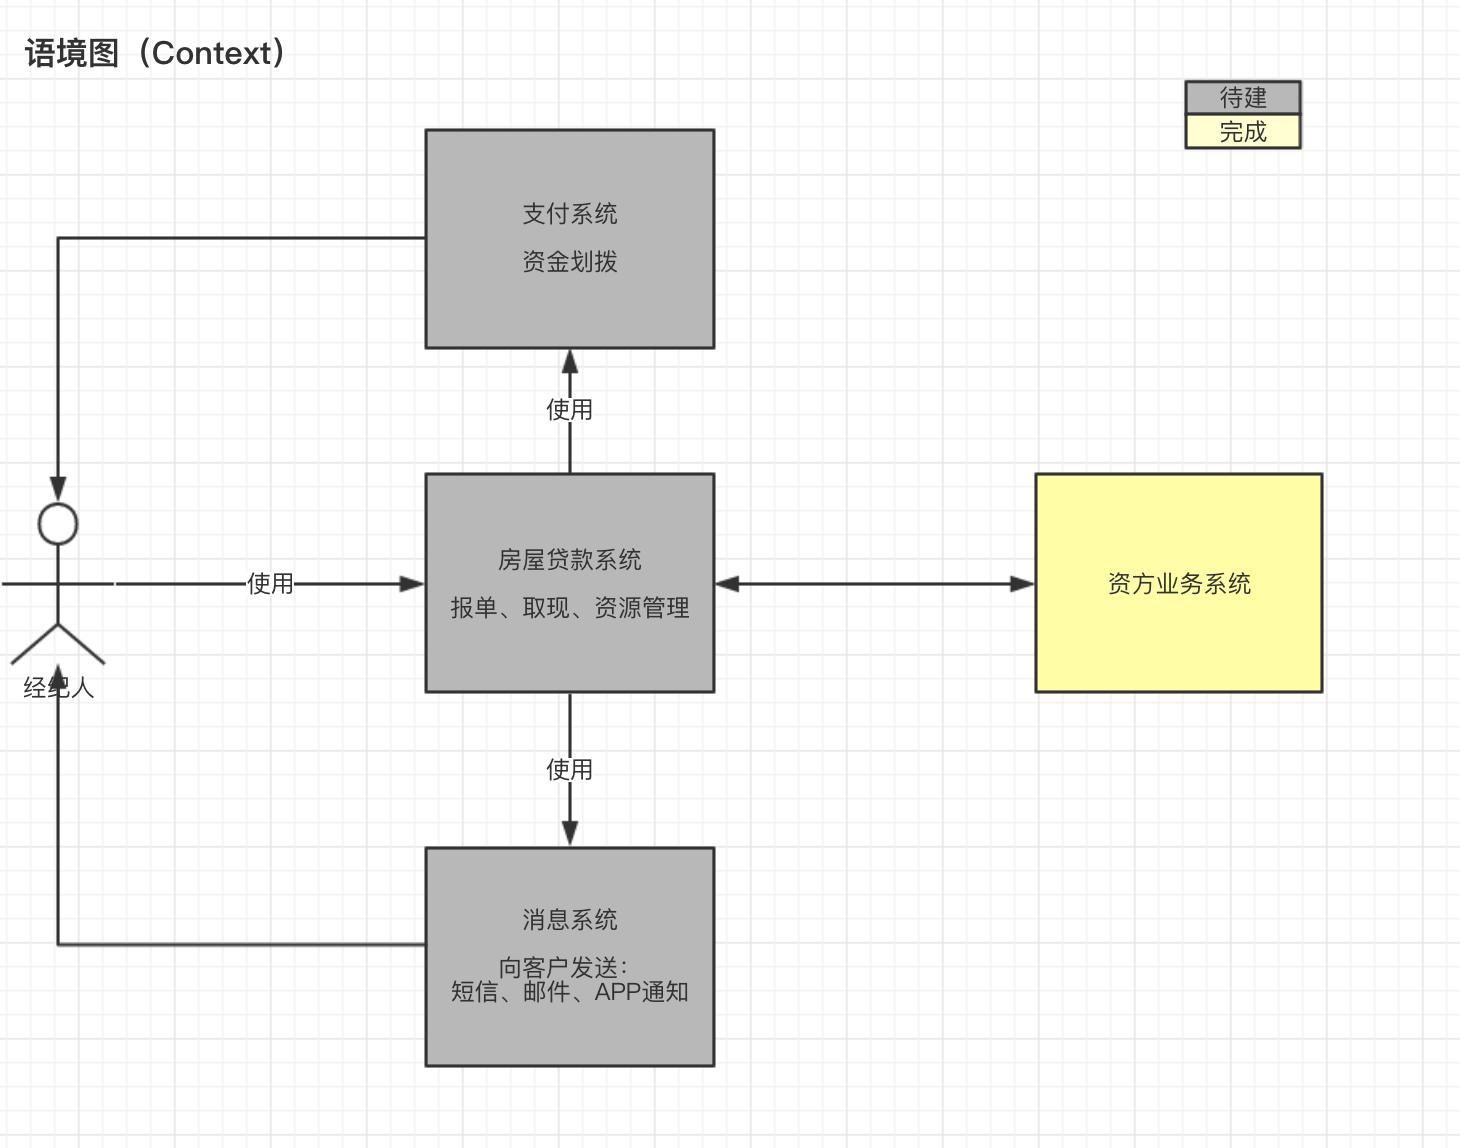 语境图（Context）
待建
完成
支付系统
资金划拨
使用
房屋贷款系统
报单、取现、资源管理
使用
资方业务系统
经纪人
使用
消息系统
向客户发送：
短信、邮件、APP通知